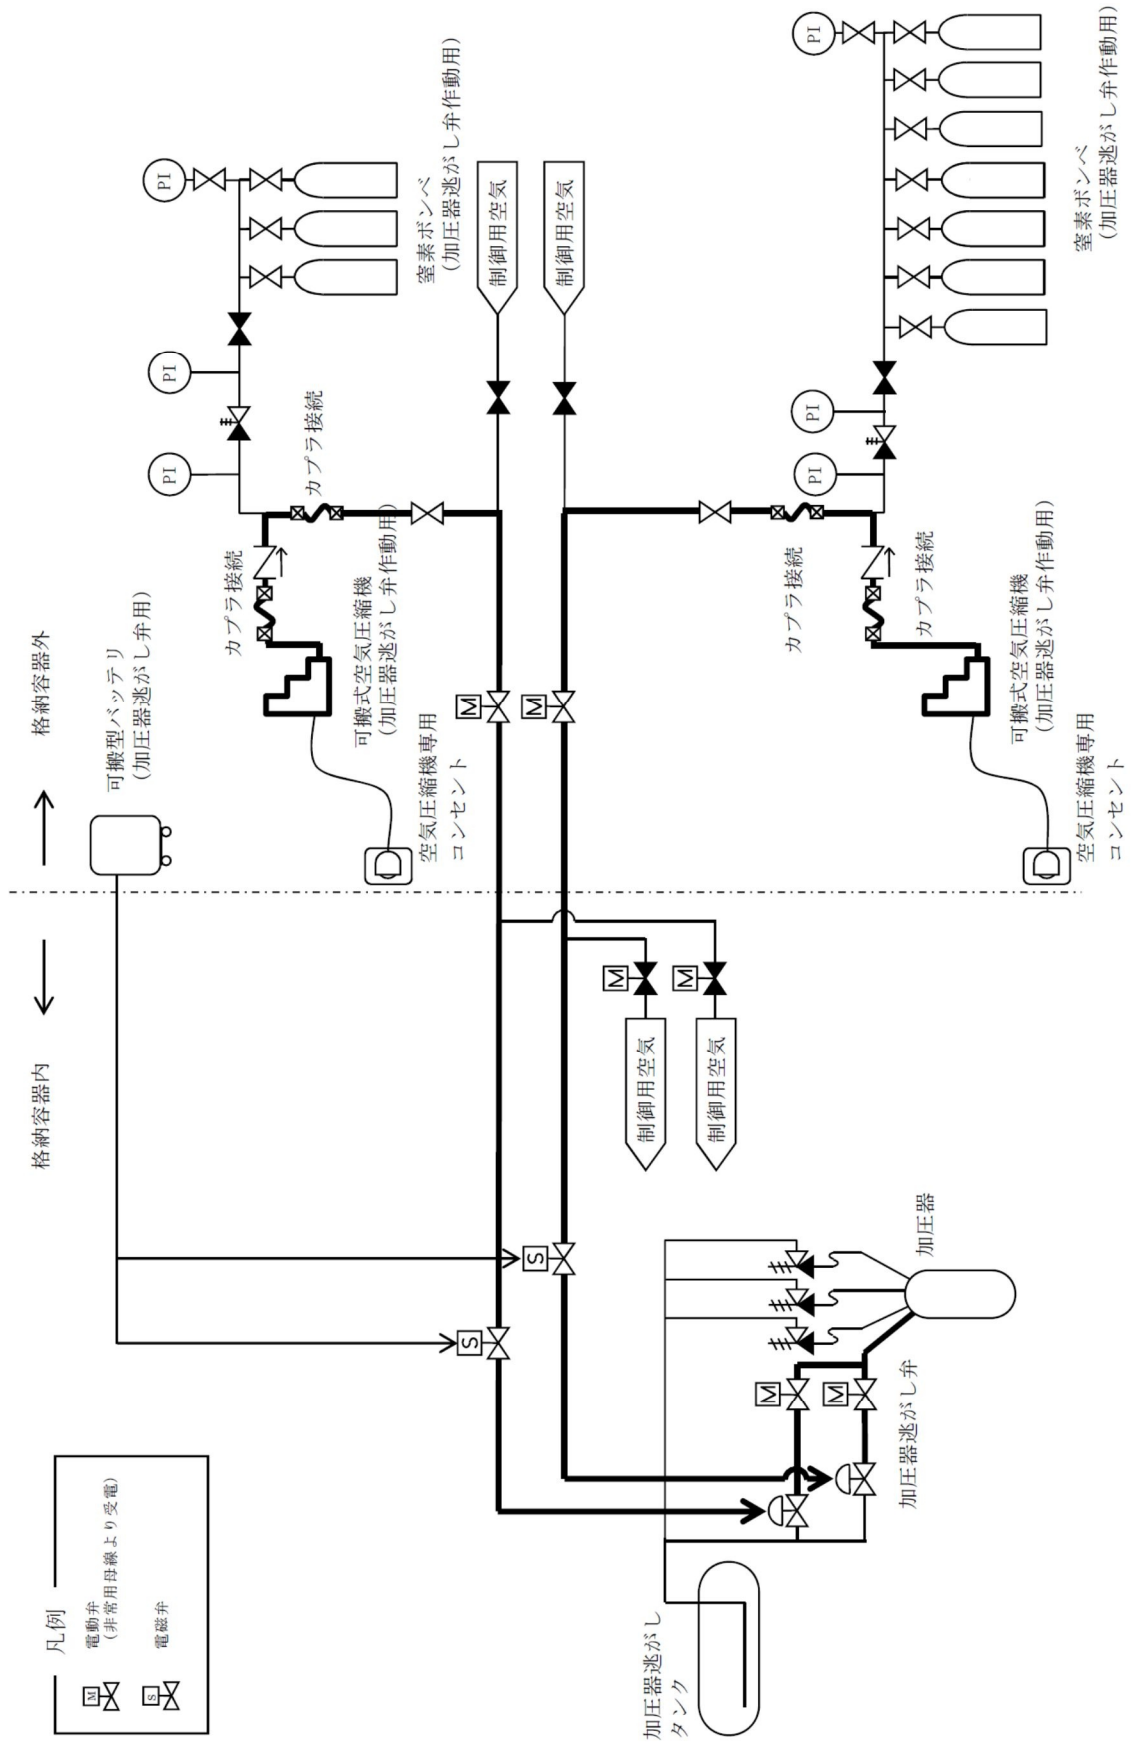 格納容器内
格納容器外
可搬型バッテリ
(加圧器逃がし弁用)
PI
PI
PI
カプラ接続
カプラ接続
窒素ボンベ
(加圧器逃がし弁作動用)
可搬式空気圧縮機
(加圧器逃がし弁作動用)
空気圧縮機専用
コンセント
制御用空気
制御用空気
M
M
S
S
M
M
制御用空気
制御用空気
カプラ接続
カプラ接続
PI
PI
PI
窒素ボンベ
(加圧器逃がし弁作動用)
可搬式空気圧縮機
(加圧器逃がし弁作動用)
空気圧縮機専用
コンセント
加圧器
M
M
加圧器逃がし弁
加圧器逃がし
タンク
凡例
M
電動弁
(非常用母線より受電)
S
電磁弁